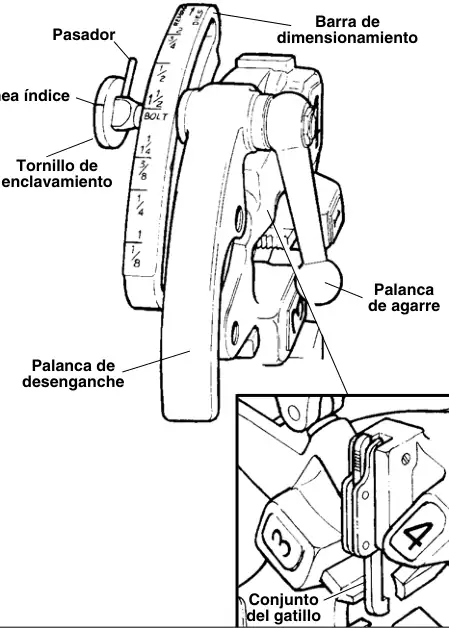 Barra de
dimensionamiento
Pasador
nea índice
Tornillo de
enclavamiento
Palanca
de agarre
Palanca de
desenganche
Conjunto
del gatillo
DIES
1/2
1 1/2
BOLT
1/4
3/8
1/4
1
1/8
3
4